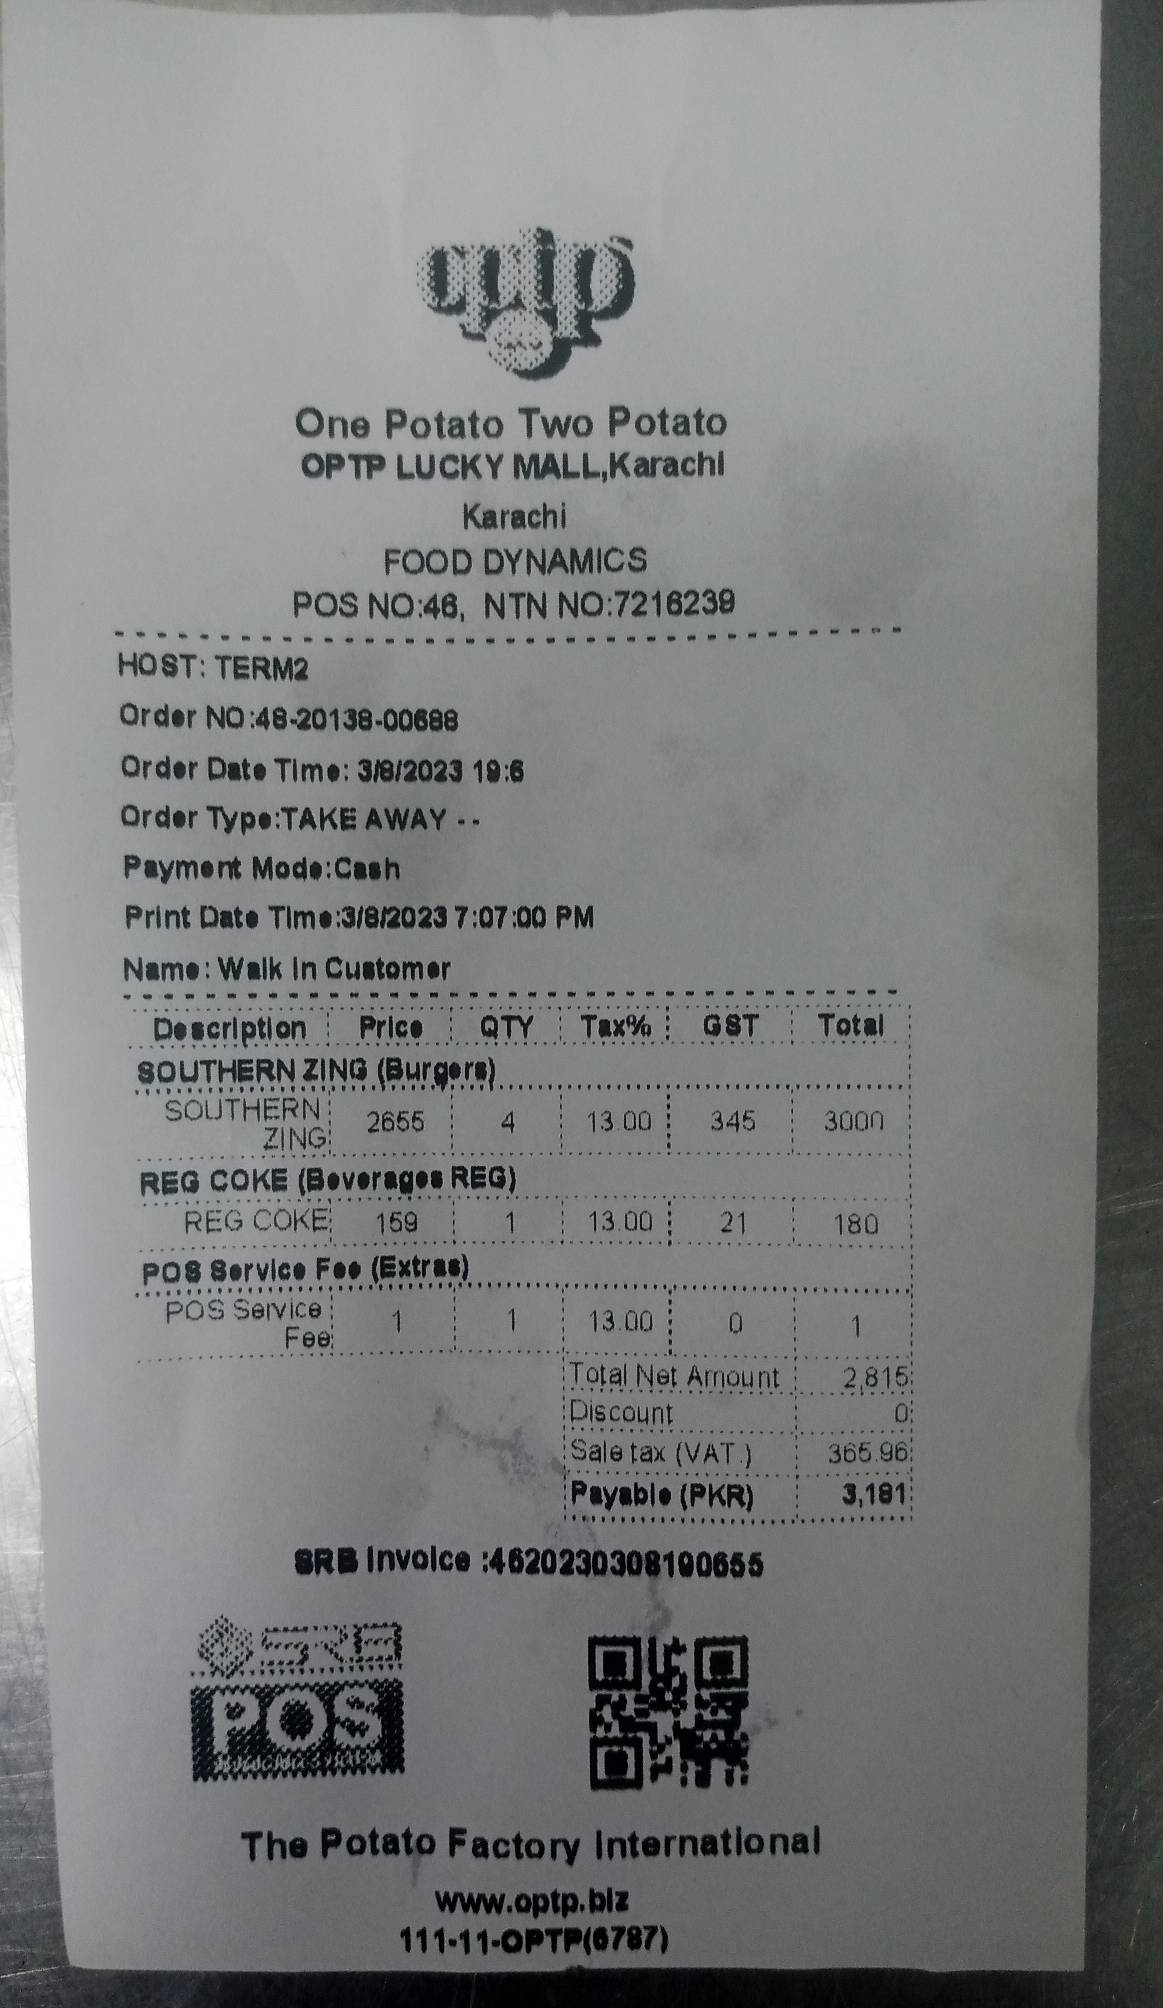 optp
One Potato Two Potato
OPTP LUCKY MALL,Karachi
Karachi
FOOD DYNAMICS
POS NO:46, NTN NO:7216239
HOST: TERM2
Order NO:46-20138-00688
Order Date Time: 3/8/2023 19:6
Order Type:TAKE AWAY --
Payment Mode:Cash
Print Date Time:3/8/2023 7:07:00 PM
Name: Walk In Customer
Description Price QTY Tax% GST Total
SOUTHERN ZING (Burgers)
SOUTHERN ZING 2655 4 13.00 345 3000
REG COKE (Beverages REG)
REG COKE 159 1 13.00 21 180
POS Service Fee (Extras)
POS Service Fee 1 1 13.00 0 1
Total Net Amount 2,815
Discount 0
Sale tax (VAT.) 365.96
Payable (PKR) 3,181
SRB Invoice :4620230308190655
SRB
POS
The Potato Factory International
www.optp.biz
111-11-OPTP(6787)